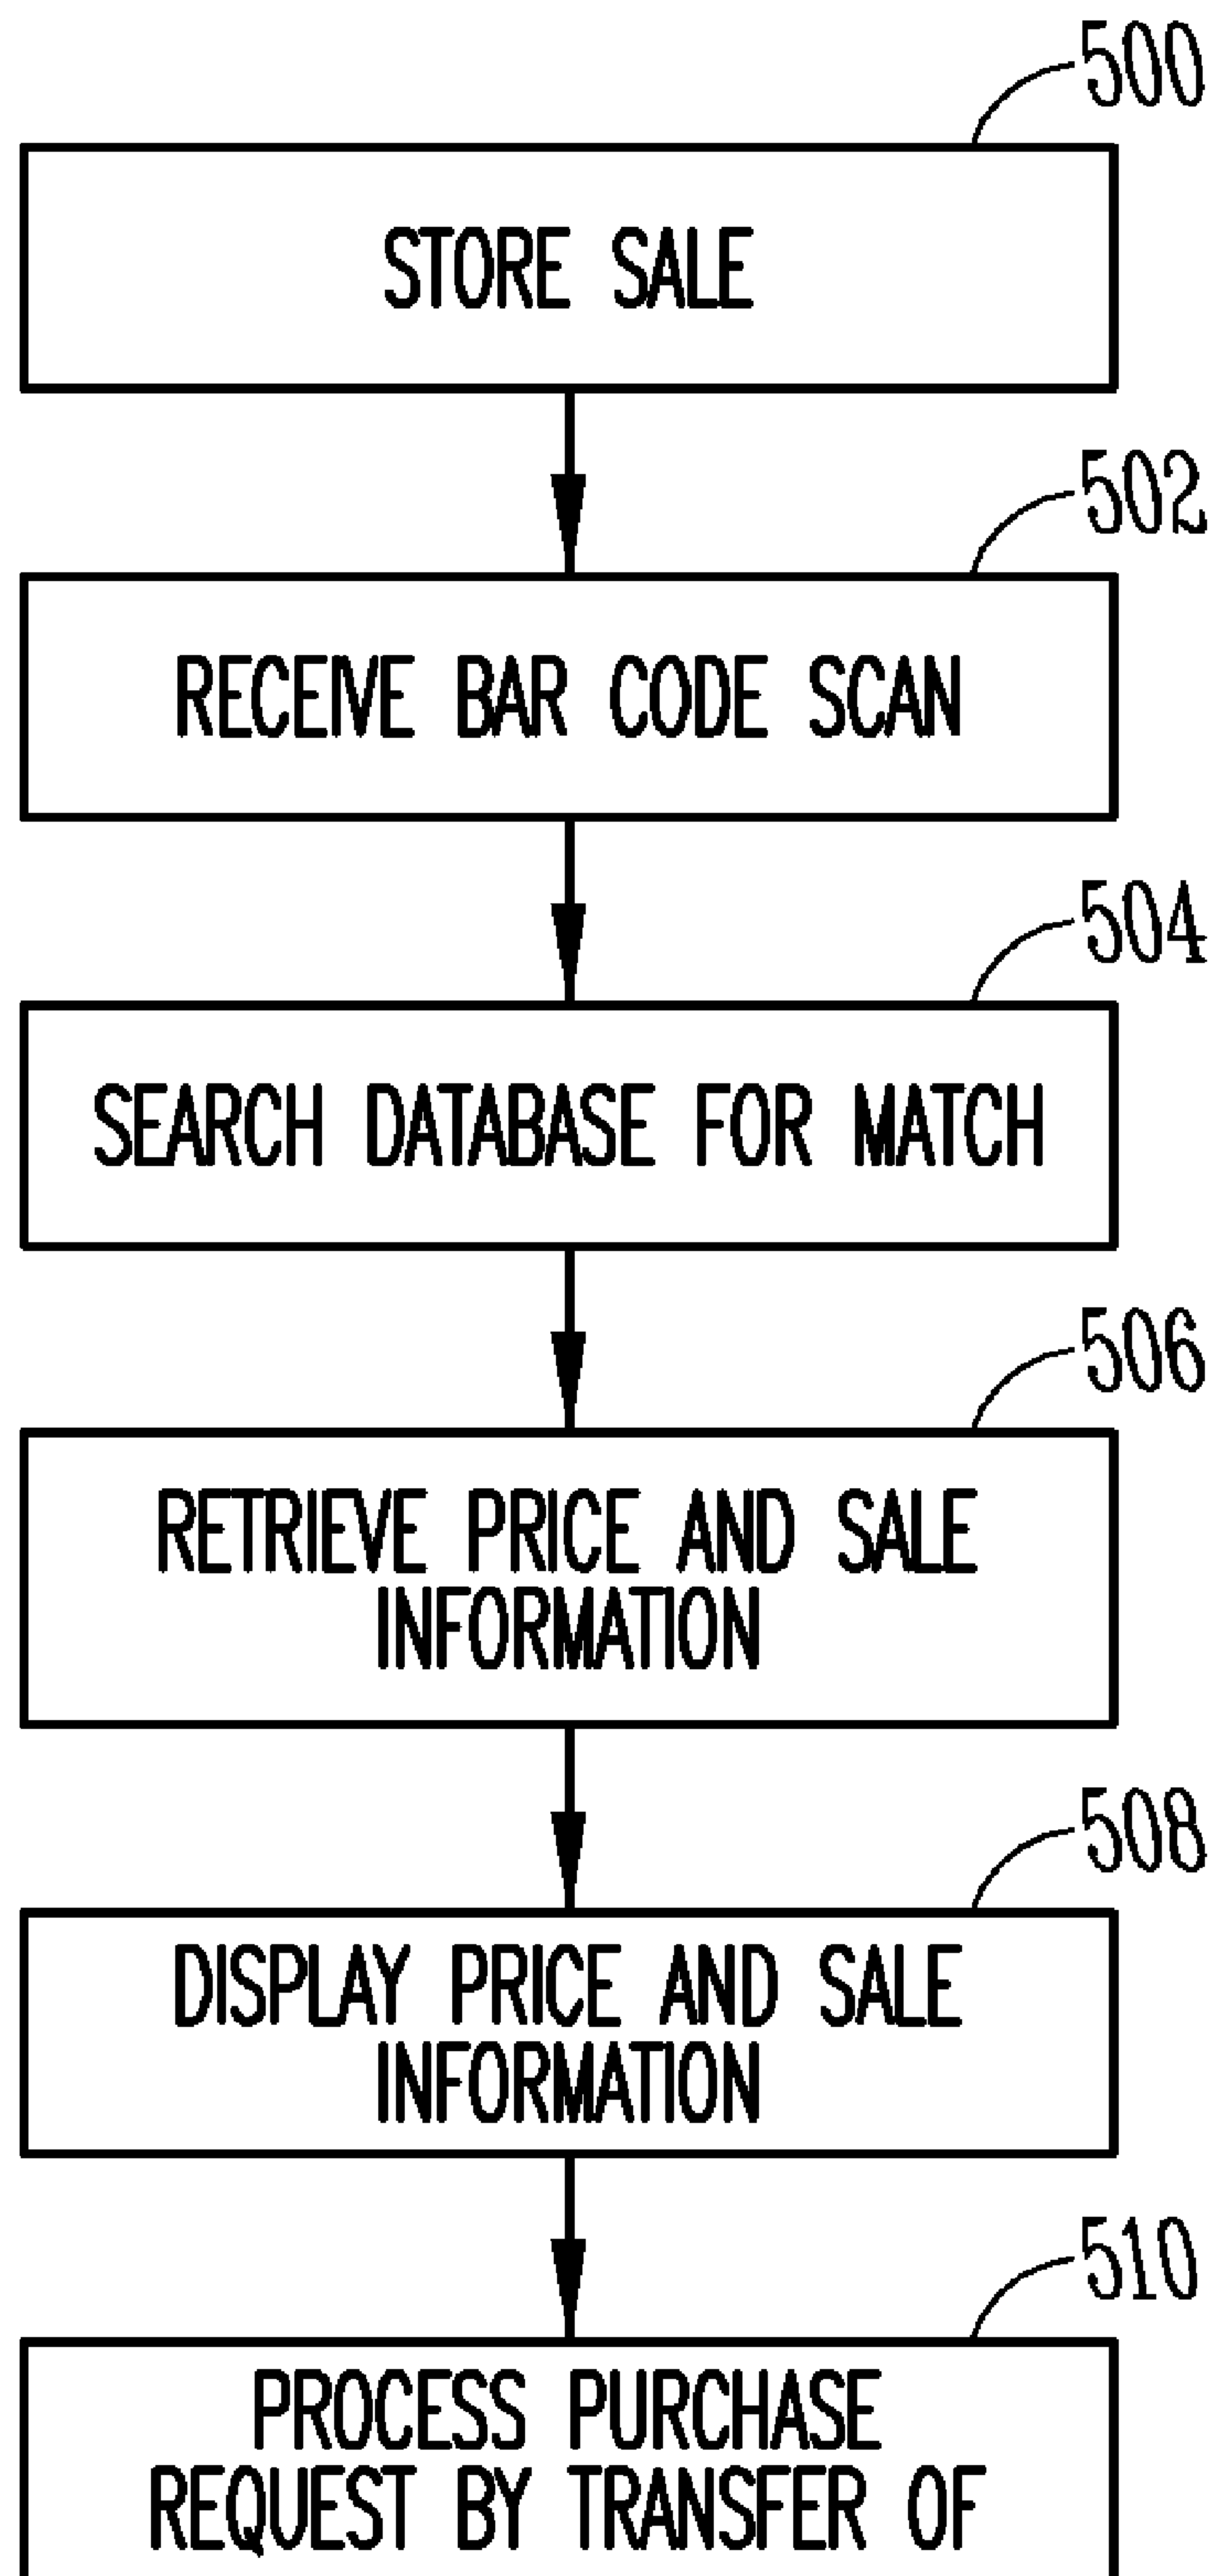 500
STORE SALE
502
RECEIVE BAR CODE SCAN
504
SEARCH DATABASE FOR MATCH
506
RETRIEVE PRICE AND SALE
INFORMATION
508
DISPLAY PRICE AND SALE
INFORMATION
510
PROCESS PURCHASE
REQUEST BY TRANSFER OF